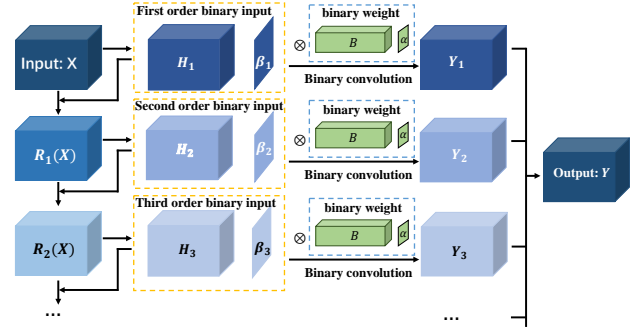 First order binary input
binary weight
Input: X
H₁
β₁
⊗
B
α
Y₁
Binary convolution
Second order binary input
binary weight
R₁(X)
H₂
β₂
⊗
B
α
Y₂
Binary convolution
Output: Y
Third order binary input
binary weight
R₂(X)
H₃
β₃
⊗
B
α
Y₃
Binary convolution
...
...